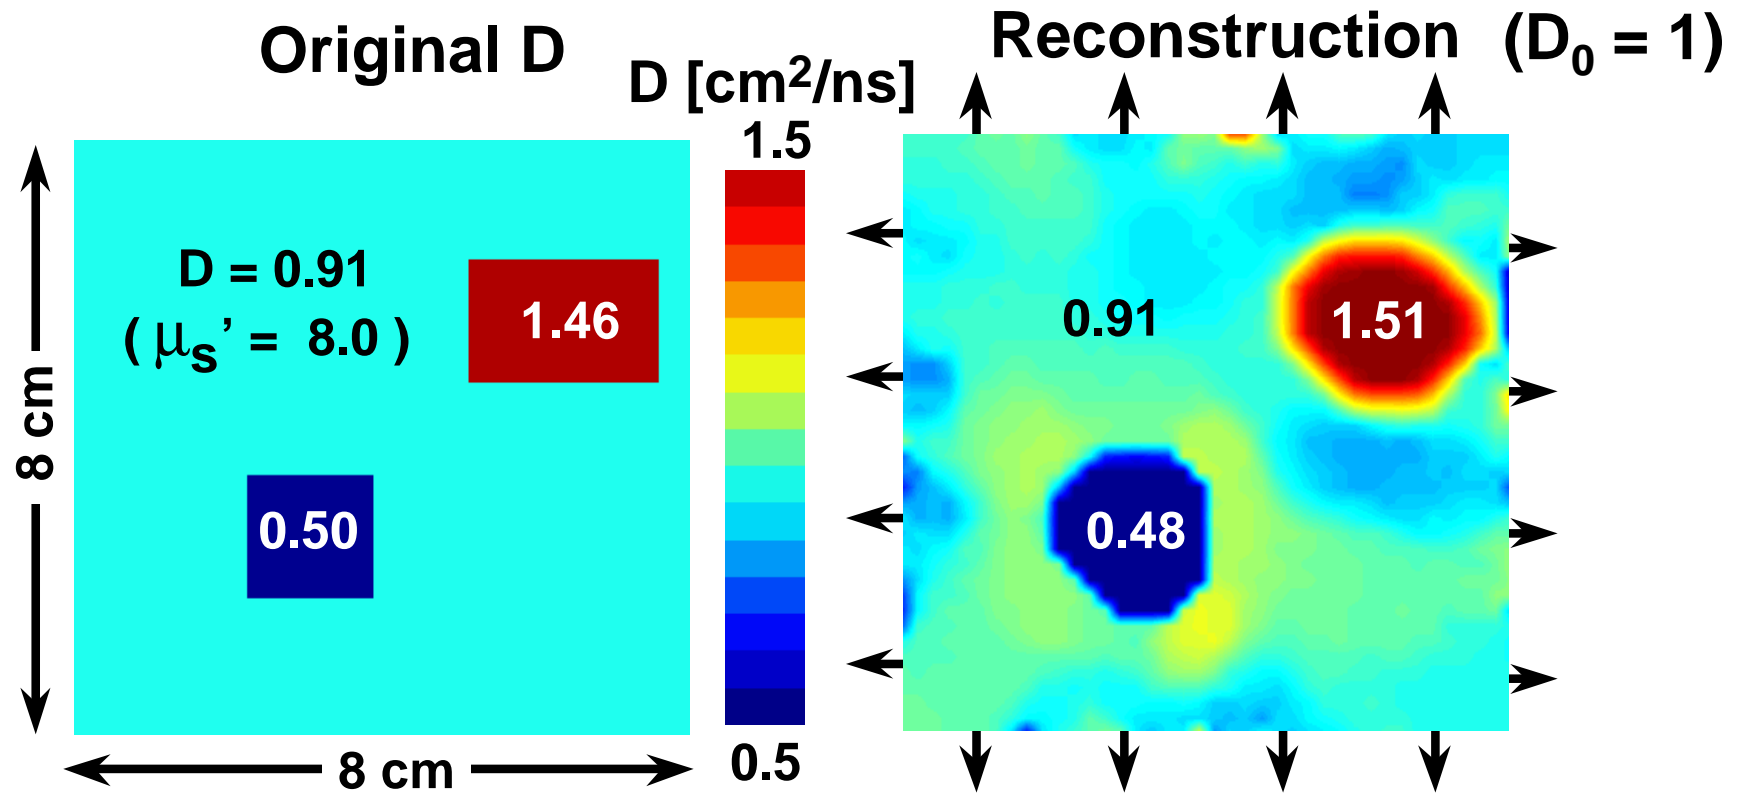 Original D
Reconstruction (D₀ = 1)
D [cm²/ns]
1.5
D = 0.91
( μs’ = 8.0 )
1.46
0.50
8 cm
8 cm
0.5
0.91
1.51
0.48